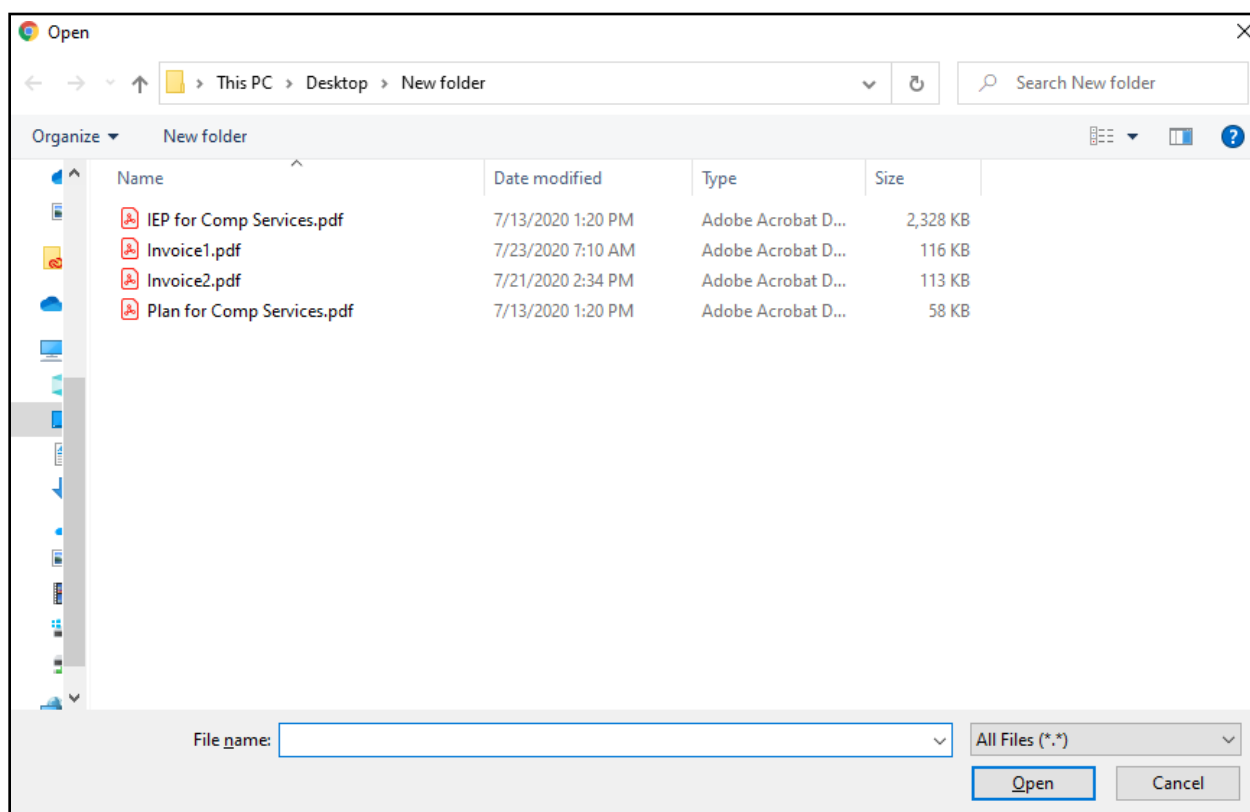 Open
This PC > Desktop > New folder
Search New folder
Organize New folder
Name Date modified Type Size
IEP for Comp Services.pdf 7/13/2020 1:20 PM Adobe Acrobat D... 2,328 KB
Invoice1.pdf 7/23/2020 7:10 AM Adobe Acrobat D... 116 KB
Invoice2.pdf 7/21/2020 2:34 PM Adobe Acrobat D... 113 KB
Plan for Comp Services.pdf 7/13/2020 1:20 PM Adobe Acrobat D... 58 KB
File name: All Files (*.*)
Open Cancel